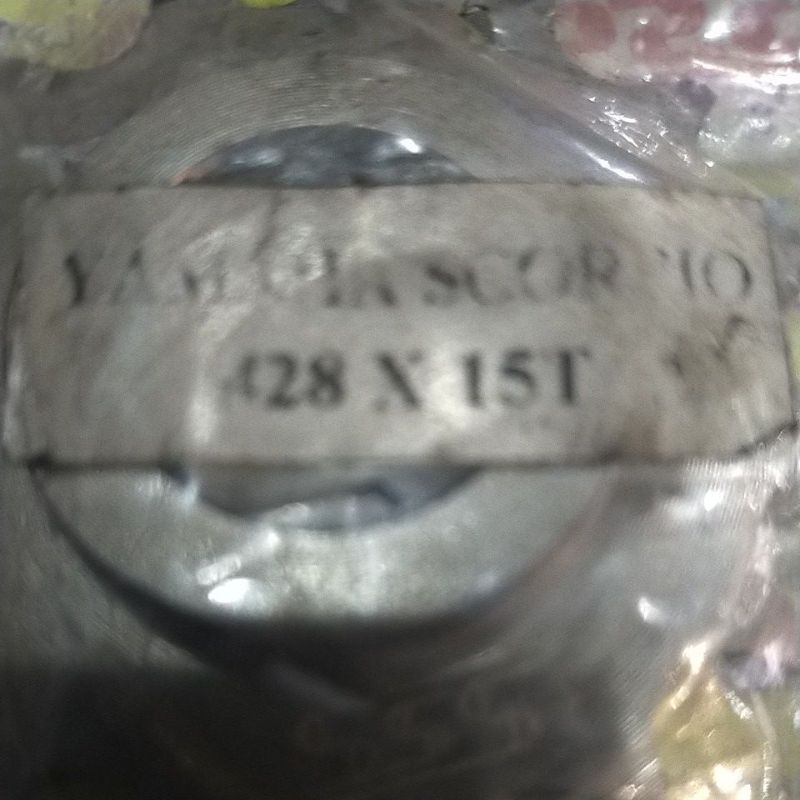 YAMAHA SCORPIO
428 X 15T